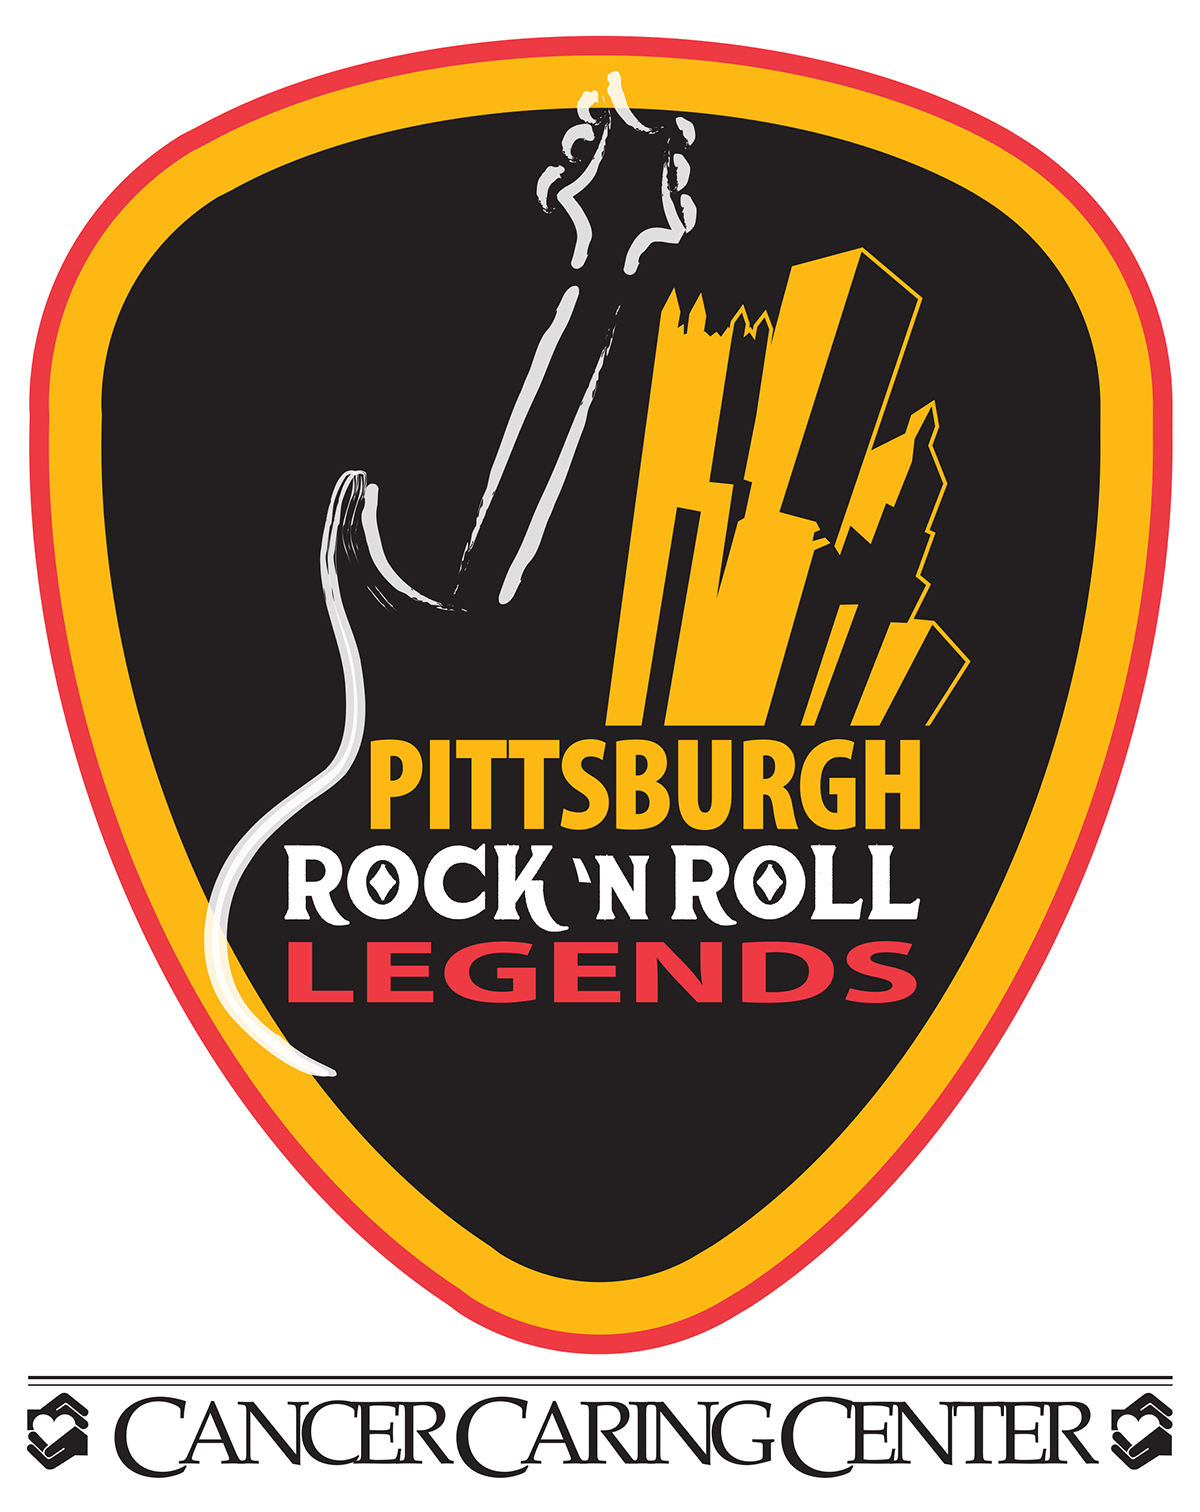 PITTSBURGH
ROCK 'N ROLL
LEGENDS
CANCER CARING CENTER